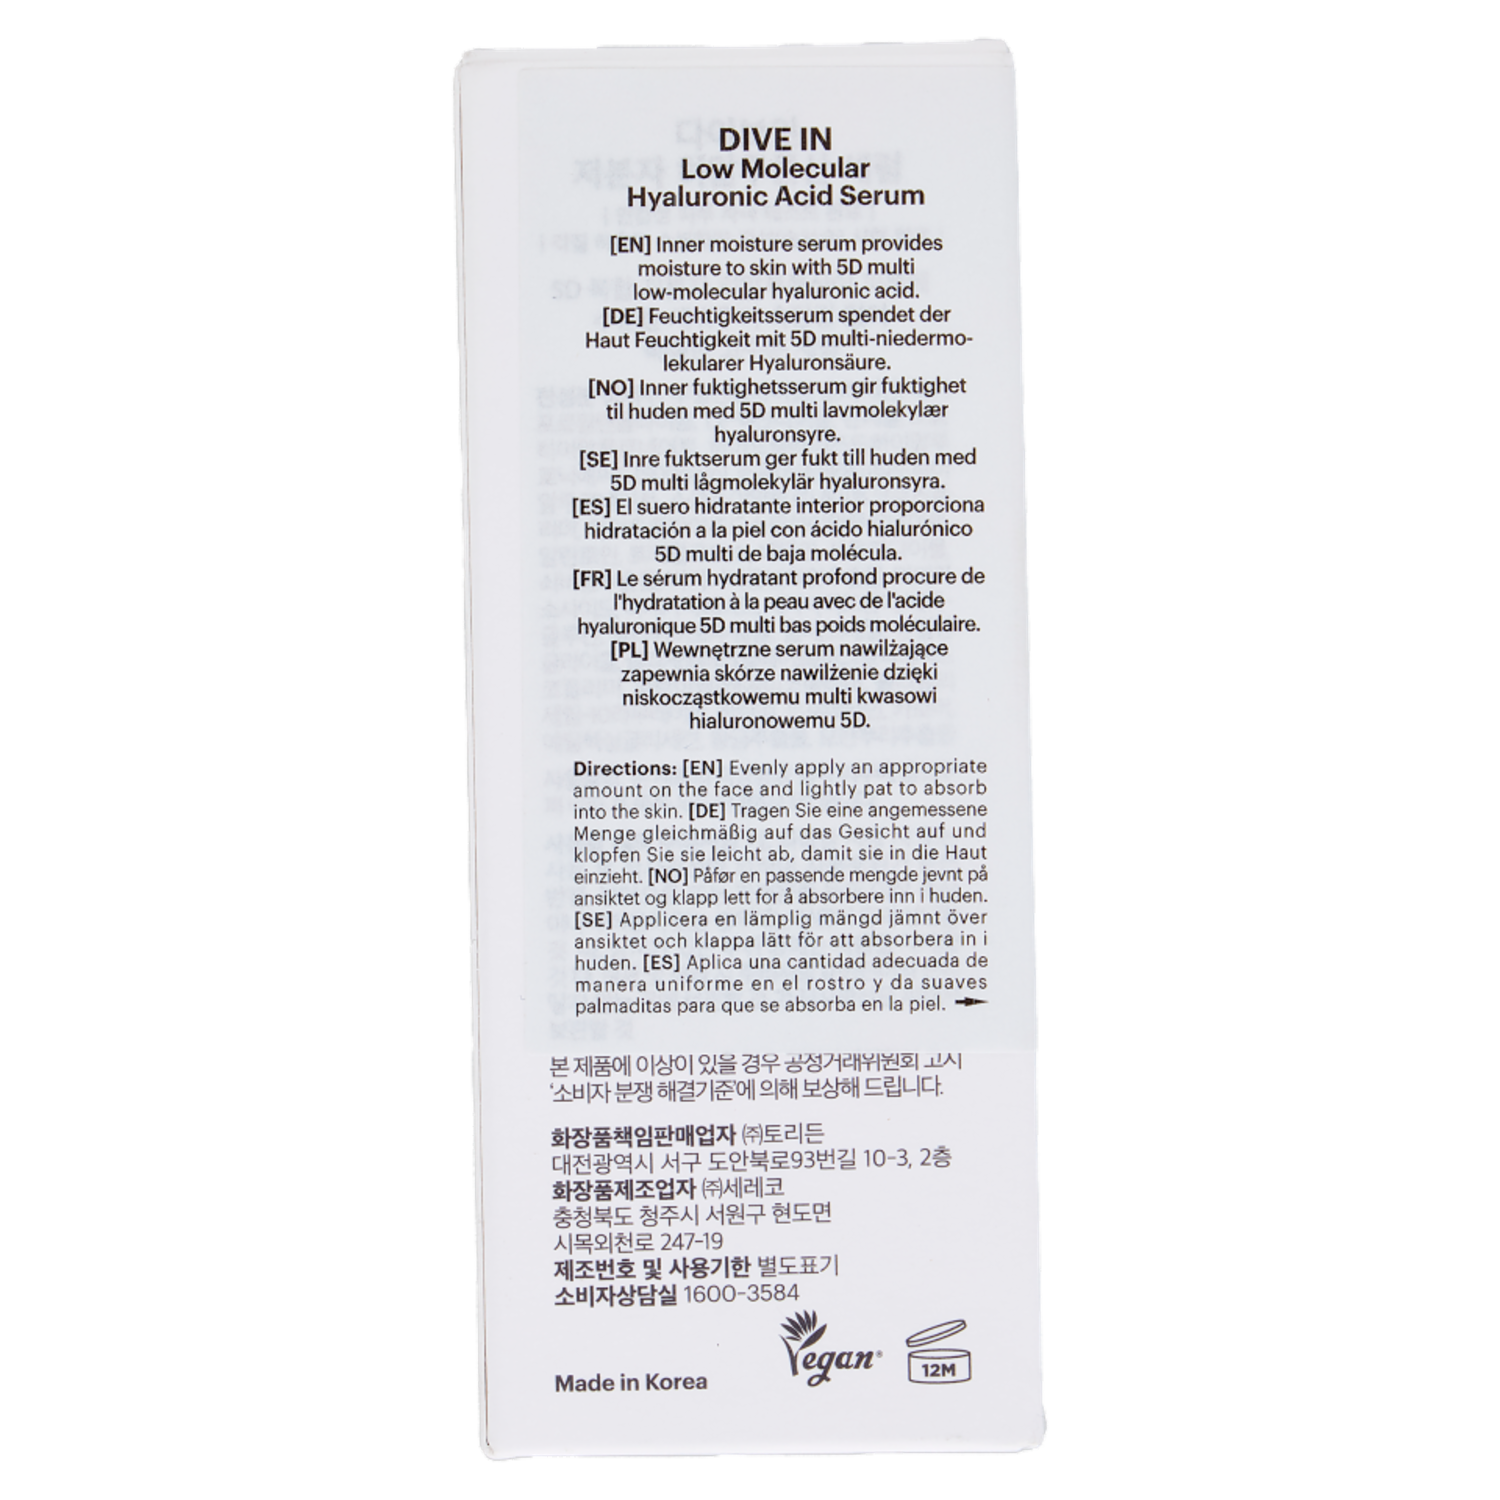 DIVE IN
Low Molecular
Hyaluronic Acid Serum
[EN] Inner moisture serum provides
moisture to skin with 5D multi
low-molecular hyaluronic acid.
[DE] Feuchtigkeitsserum spendet der
Haut Feuchtigkeit mit 5D multi-niedermo-
lekularer Hyaluronsäure.
[NO] Inner fuktighetsserum gir fuktighet
til huden med 5D multi lavmolekylær
hyaluronsyre.
[SE] Inre fuktserum ger fukt till huden med
5D multi lågmolekylär hyaluronsyra.
[ES] El suero hidratante interior proporciona
hidratación a la piel con ácido hialurónico
5D multi de baja molécula.
[FR] Le sérum hydratant profond procure de
l'hydratation à la peau avec de l'acide
hyaluronique 5D multi bas poids moléculaire.
[PL] Wewnętrzne serum nawilżające
zapewnia skórze nawilżenie dzięki
niskocząstkowemu multi kwasowi
hialuronowemu 5D.
Directions: [EN] Evenly apply an appropriate
amount on the face and lightly pat to absorb
into the skin. [DE] Tragen Sie eine angemessene
Menge gleichmäßig auf das Gesicht auf und
klopfen Sie sie leicht ab, damit sie in die Haut
einzieht. [NO] Påfør en passende mengde jevnt på
ansiktet og klapp lett for å absorbere inn i huden.
[SE] Applicera en lämplig mängd jämnt över
ansiktet och klappa lätt för att absorbera in i
huden. [ES] Aplica una cantidad adecuada de
manera uniforme en el rostro y da suaves
palmaditas para que se absorba en la piel.
본 제품에 이상이 있을 경우 공정거래위원회 고시
'소비자 분쟁 해결기준'에 의해 보상해 드립니다.
화장품책임판매업자 ㈜토리든
대전광역시 서구 도안북로93번길 10-3, 2층
화장품제조업자 ㈜세레코
충청북도 청주시 서원구 현도면
시목외천로 247-19
제조번호 및 사용기한 별도표기
소비자상담실 1600-3584
Vegan®
12M
Made in Korea